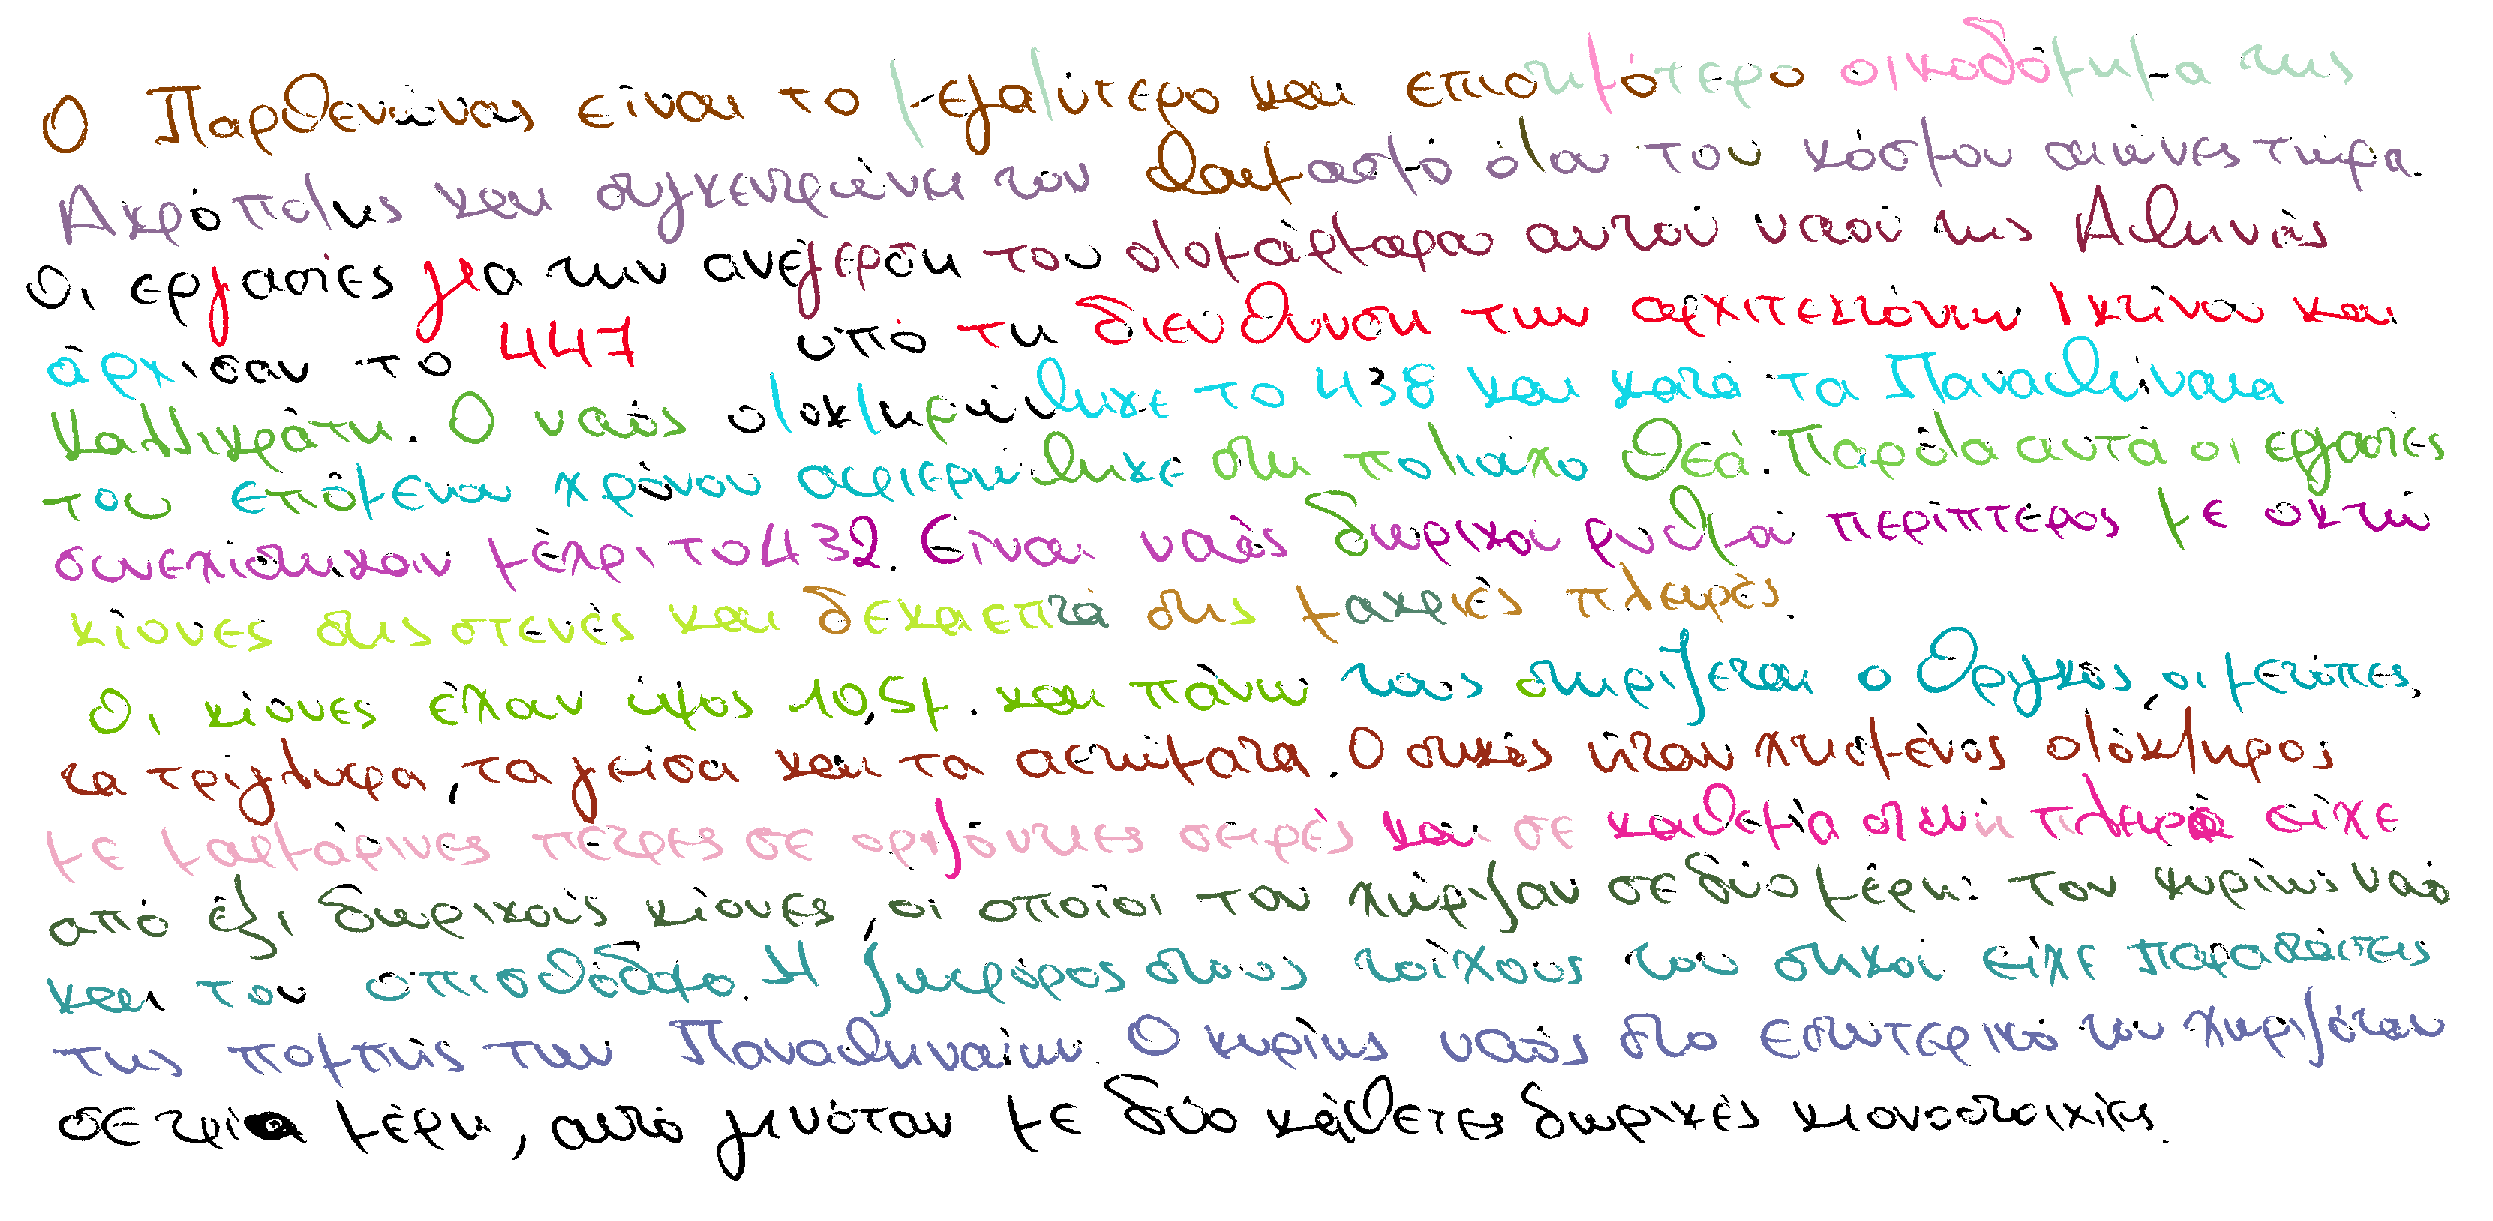 Ο Παρθενώνας είναι το μεγαλύτερο και επισημότερο οικοδόμημα της
Ακρόπολης και συγκεντρώνει τον θαυμασμό όλου του κόσμου αιώνες τώρα.
Οι εργασίες για την ανέγερση του ολομάρμαρου αυτού ναού της Αθηνάς
άρχισαν το 447 υπό τη διεύθυνση των αρχιτεκτόνων Ικτίνου και
Καλλικράτη. Ο ναός ολοκληρώθηκε το 438 και κατά τα Παναθήναια
του επόμενου χρόνου αφιερώθηκε στη πολιούχο Θεά. Παρόλα αυτά οι εργασίες
συνεχίστηκαν μέχρι το 432. Είναι ναός δωρικού ρυθμού περίπτερος με οκτώ
κίονες στις στενές και δεκαεπτά στις μακριές πλευρές.
Οι κίονες είχαν ύψος 10,5μ. και πάνω τους στηρίζεται ο Θριγκός, οι μετόπες,
τα τρίγλυφα, τα γείσα και τα αετώματα. Ο σηκός ήταν χτισμένος ολόκληρος
με μαρμάρινες πέτρες σε οριζόντιες σειρές και σε καθεμία στενή πλευρά είχε
από έξι δωρικούς κίονες, οι οποίοι τον χώριζαν σε δύο μέρη: τον κυρίως ναό
και τον οπισθόδομο. Η ζωφόρος στους τοίχους του σηκού είχε παραστάσεις
της πομπής των Παναθηναίων. Ο κυρίως ναός στο εσωτερικό του χωριζόταν
σε τρία μέρη, αυτό γινόταν με δύο κάθετες δωρικές κιονοστοιχίες.